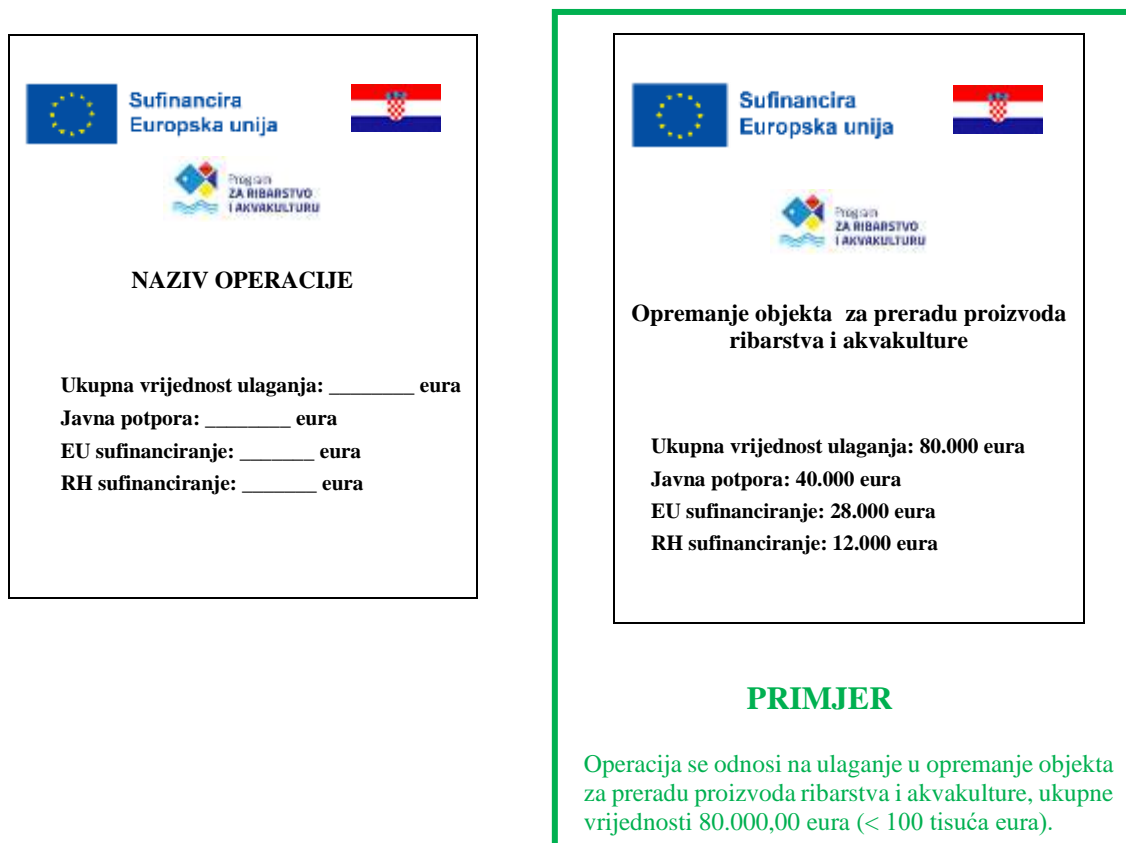 Sufinancira
Europska unija
Program
ZA RIBARSTVO
I AKVAKULTURU
NAZIV OPERACIJE
Ukupna vrijednost ulaganja: ________ eura
Javna potpora: ________ eura
EU sufinanciranje: _______ eura
RH sufinanciranje: _______ eura
Sufinancira
Europska unija
Program
ZA RIBARSTVO
I AKVAKULTURU
Opremanje objekta za preradu proizvoda
ribarstva i akvakulture
Ukupna vrijednost ulaganja: 80.000 eura
Javna potpora: 40.000 eura
EU sufinanciranje: 28.000 eura
RH sufinanciranje: 12.000 eura
PRIMJER
Operacija se odnosi na ulaganje u opremanje objekta
za preradu proizvoda ribarstva i akvakulture, ukupne
vrijednosti 80.000,00 eura (< 100 tisuća eura).